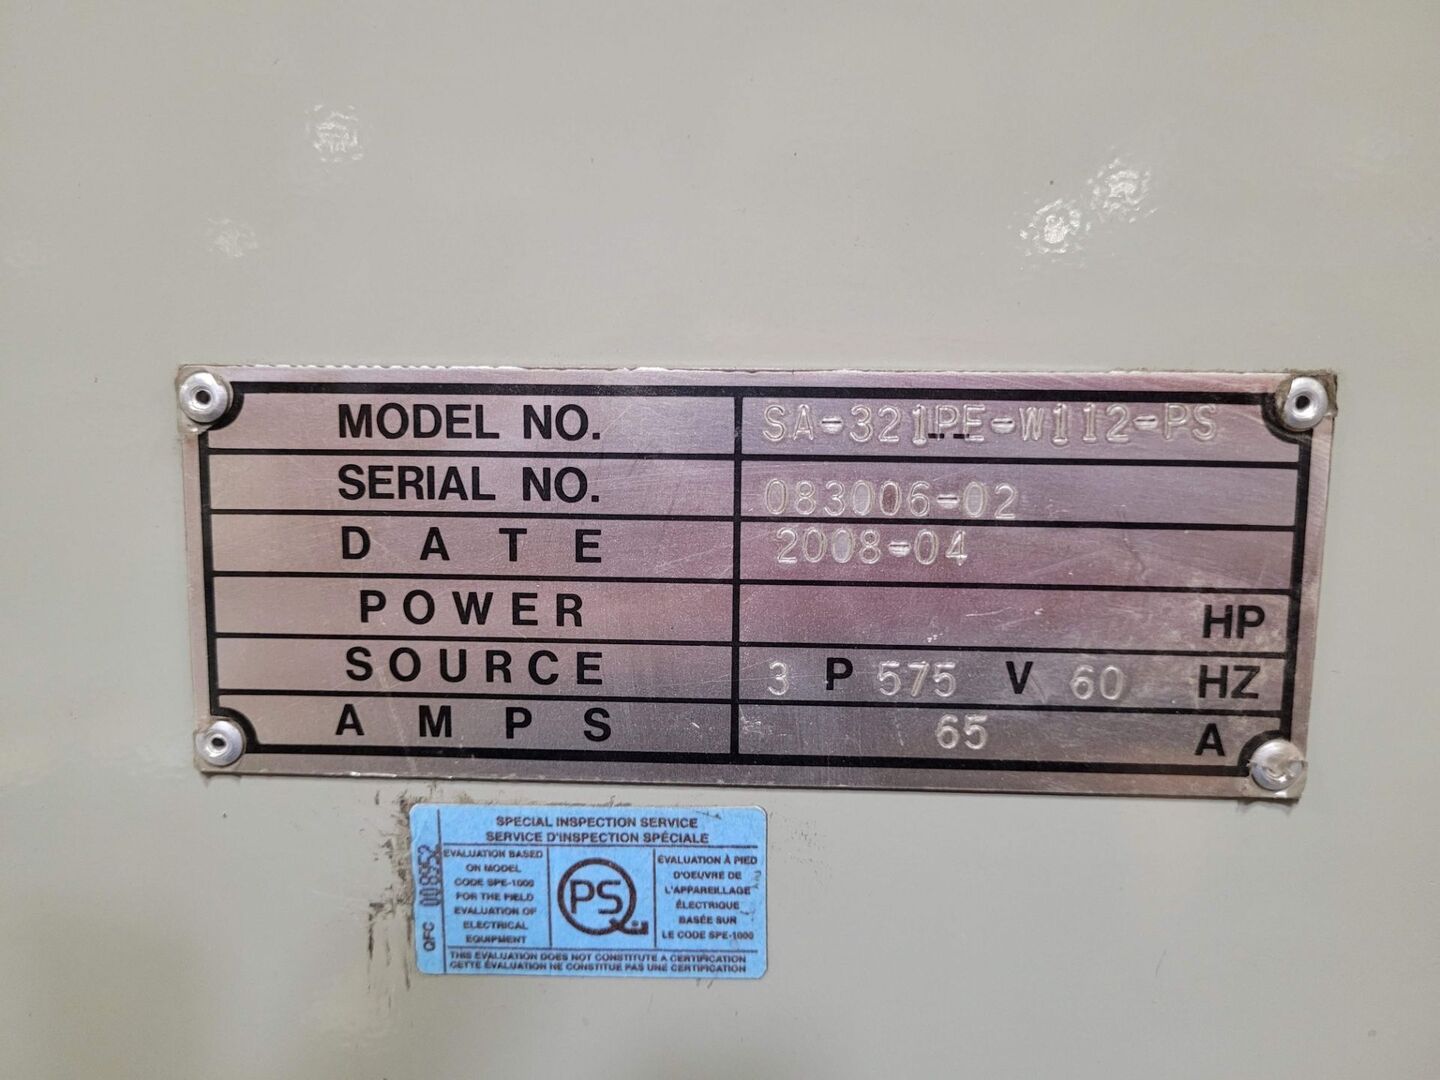 MODEL NO. SA-321PE-W112-PS
SERIAL NO. 083006-02
DATE 2008-04
POWER HP
SOURCE 3 P 575 V 60 HZ
AMPS 65 A
SPECIAL INSPECTION SERVICE
SERVICE D'INSPECTION SPÉCIALE
QFC 008952
EVALUATION BASED
ON MODEL
CODE SPE-1000
FOR THE FIELD
EVALUATION OF
ELECTRICAL
EQUIPMENT
PS
ÉVALUATION À PIED
D'OEUVRE DE
L'APPAREILLAGE
ÉLECTRIQUE
BASÉE SUR
LE CODE SPE-1000
THIS EVALUATION DOES NOT CONSTITUTE A CERTIFICATION
CETTE ÉVALUATION NE CONSTITUE PAS UNE CERTIFICATION